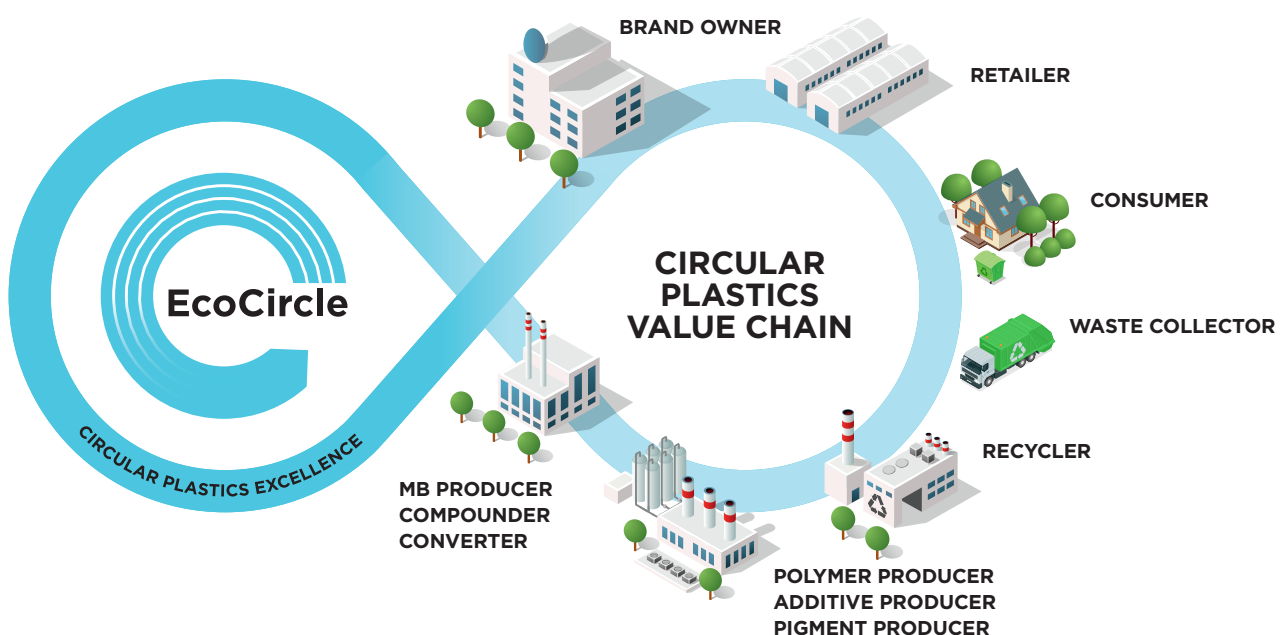 BRAND OWNER
RETAILER
CONSUMER
WASTE COLLECTOR
RECYCLER
POLYMER PRODUCER
ADDITIVE PRODUCER
PIGMENT PRODUCER
MB PRODUCER
COMPOUNDER
CONVERTER
CIRCULAR
PLASTICS
VALUE CHAIN
EcoCircle
CIRCULAR PLASTICS EXCELLENCE